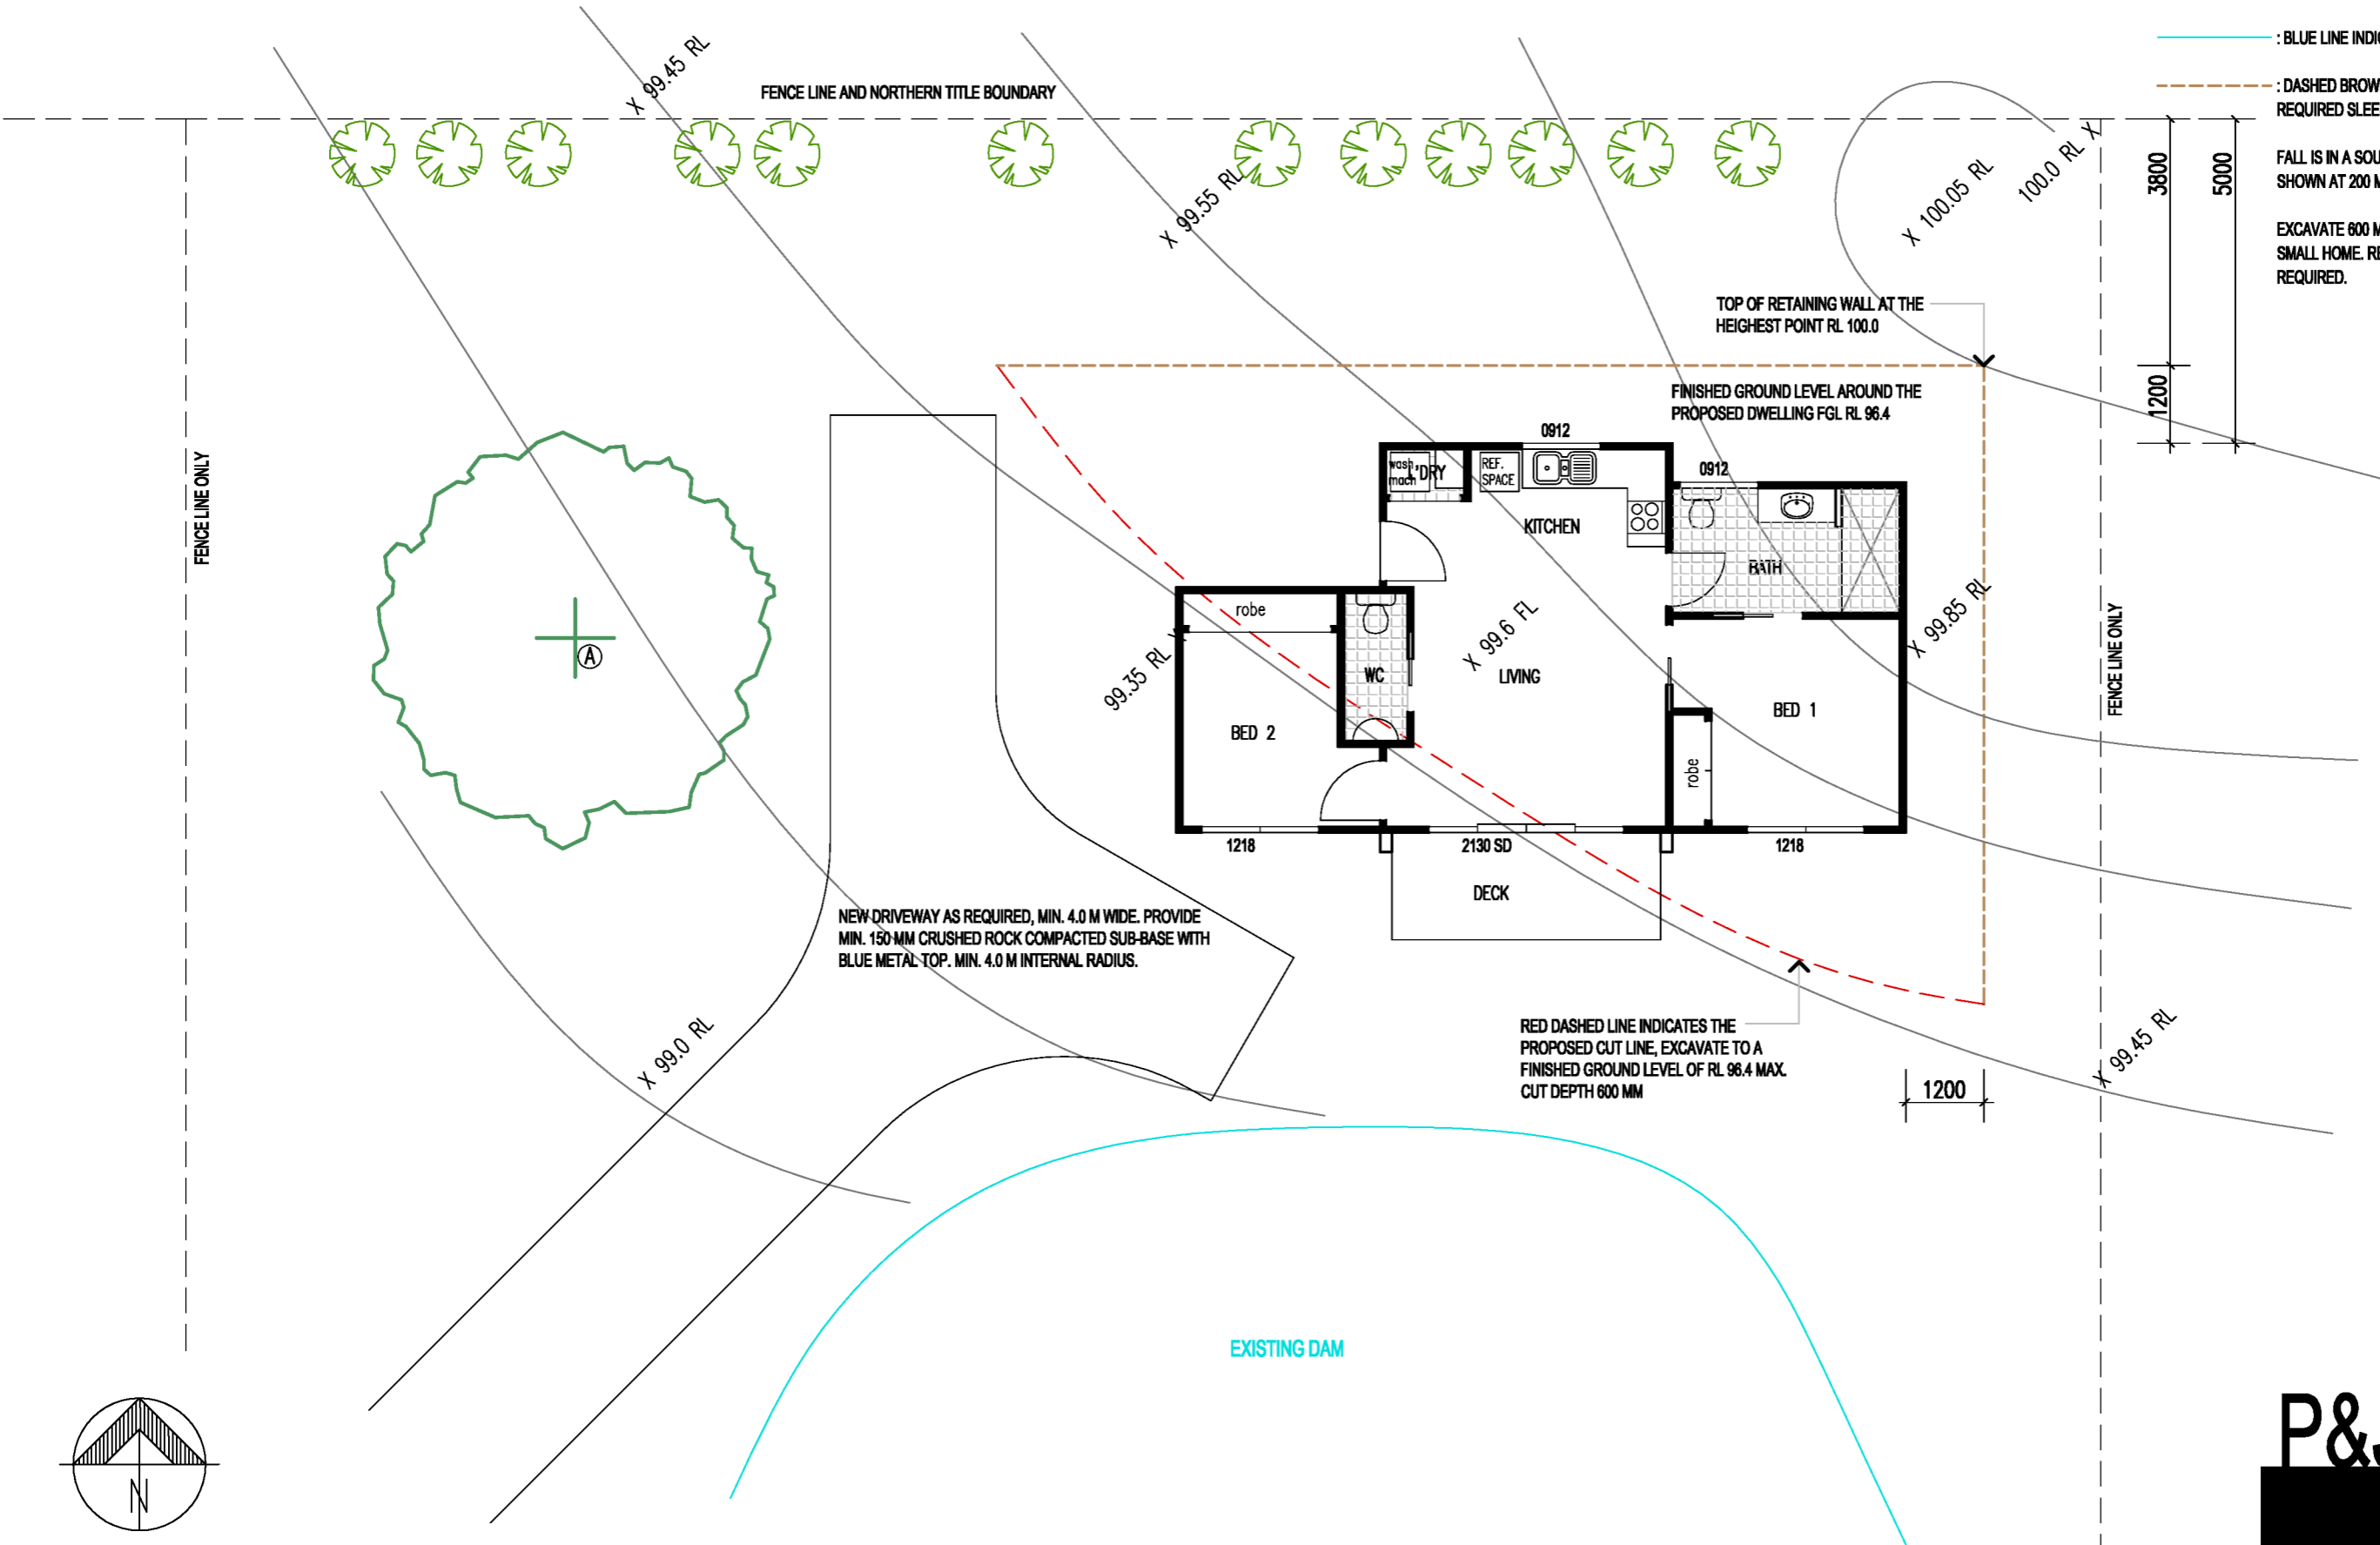 : BLUE LINE INDI
X 99.45 RL
FENCE LINE AND NORTHERN TITLE BOUNDARY
: DASHED BROW
REQUIRED SLEE
FALL IS IN A SOU
SHOWN AT 200 M
EXCAVATE 600 M
SMALL HOME. RE
REQUIRED.
3800
5000
1200
X 99.55 RL
X 100.05 RL
100.0 RL X
TOP OF RETAINING WALL AT THE
HEIGHEST POINT RL 100.0
FINISHED GROUND LEVEL AROUND THE
PROPOSED DWELLING FGL RL 96.4
0912
0912
wash
mach
L'DRY
REF.
SPACE
KITCHEN
BATH
FENCE LINE ONLY
A
robe
99.35 RL X
WC
X 99.6 FL
LIVING
X 99.85 RL
FENCE LINE ONLY
BED 2
BED 1
robe
1218
2130 SD
1218
DECK
NEW DRIVEWAY AS REQUIRED, MIN. 4.0 M WIDE. PROVIDE
MIN. 150 MM CRUSHED ROCK COMPACTED SUB-BASE WITH
BLUE METAL TOP. MIN. 4.0 M INTERNAL RADIUS.
X 99.0 RL
RED DASHED LINE INDICATES THE
PROPOSED CUT LINE, EXCAVATE TO A
FINISHED GROUND LEVEL OF RL 96.4 MAX.
CUT DEPTH 600 MM
1200
X 99.45 RL
EXISTING DAM
N
P&